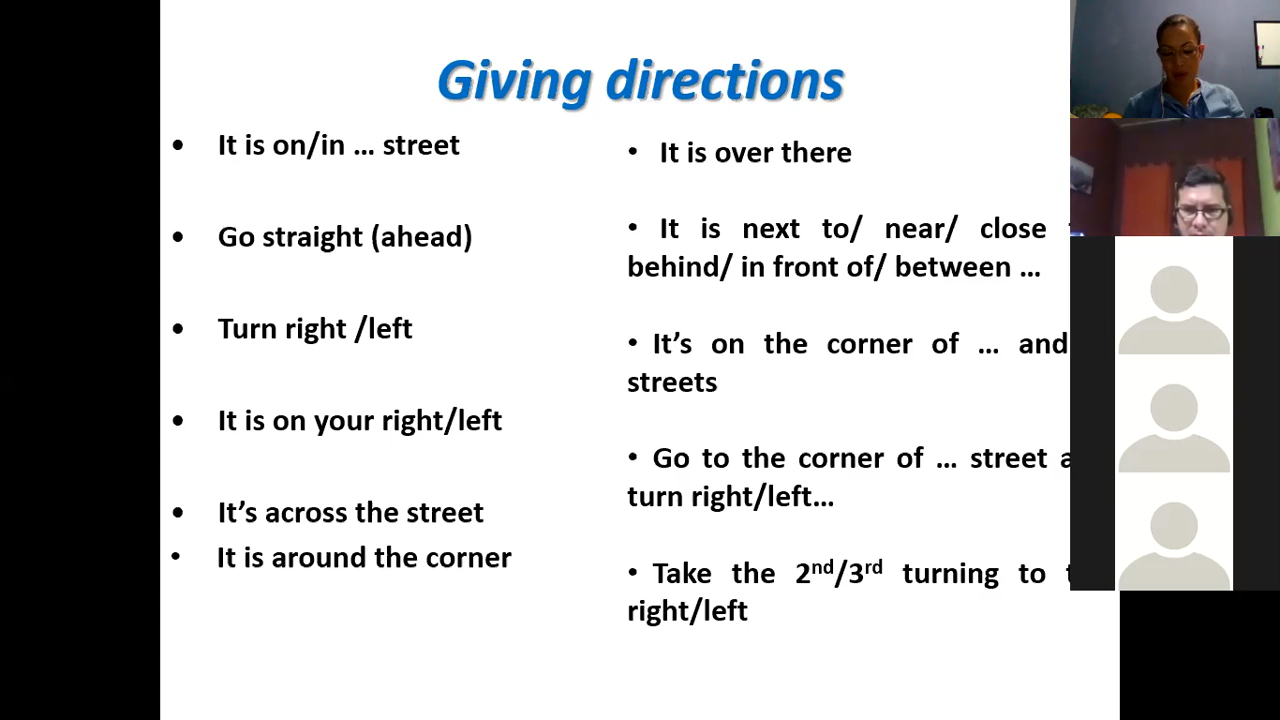 Giving directions
• It is on/in ... street
• Go straight (ahead)
• Turn right /left
• It is on your right/left
• It's across the street
• It is around the corner
• It is over there
• It is next to/ near/ close
behind/ in front of/ between ...
• It's on the corner of ... and
streets
• Go to the corner of ... street
turn right/left...
• Take the 2nd/3rd turning to
right/left